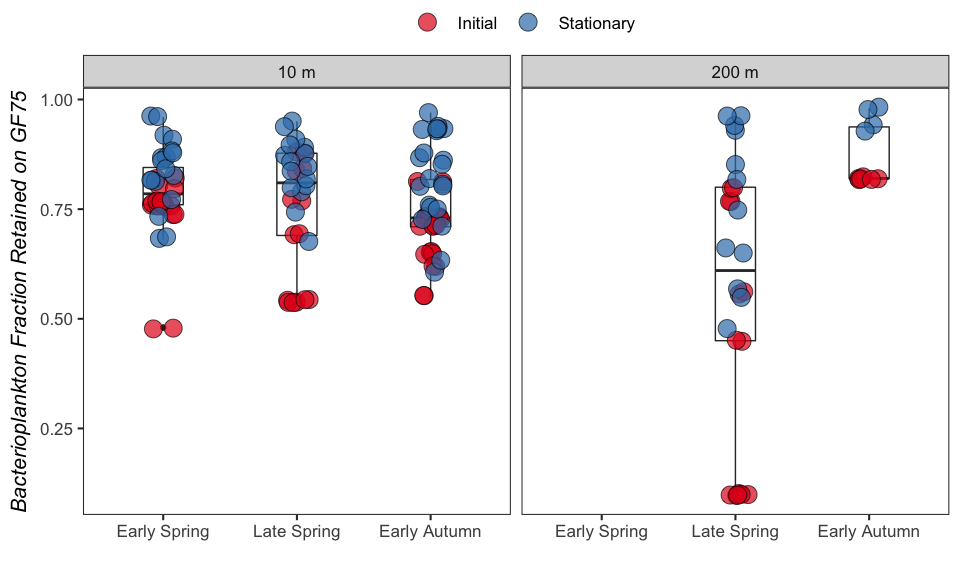 Initial Stationary
10 m 200 m
Bacterioplankton Fraction Retained on GF75
1.00
0.75
0.50
0.25
Early Spring Late Spring Early Autumn Early Spring Late Spring Early Autumn